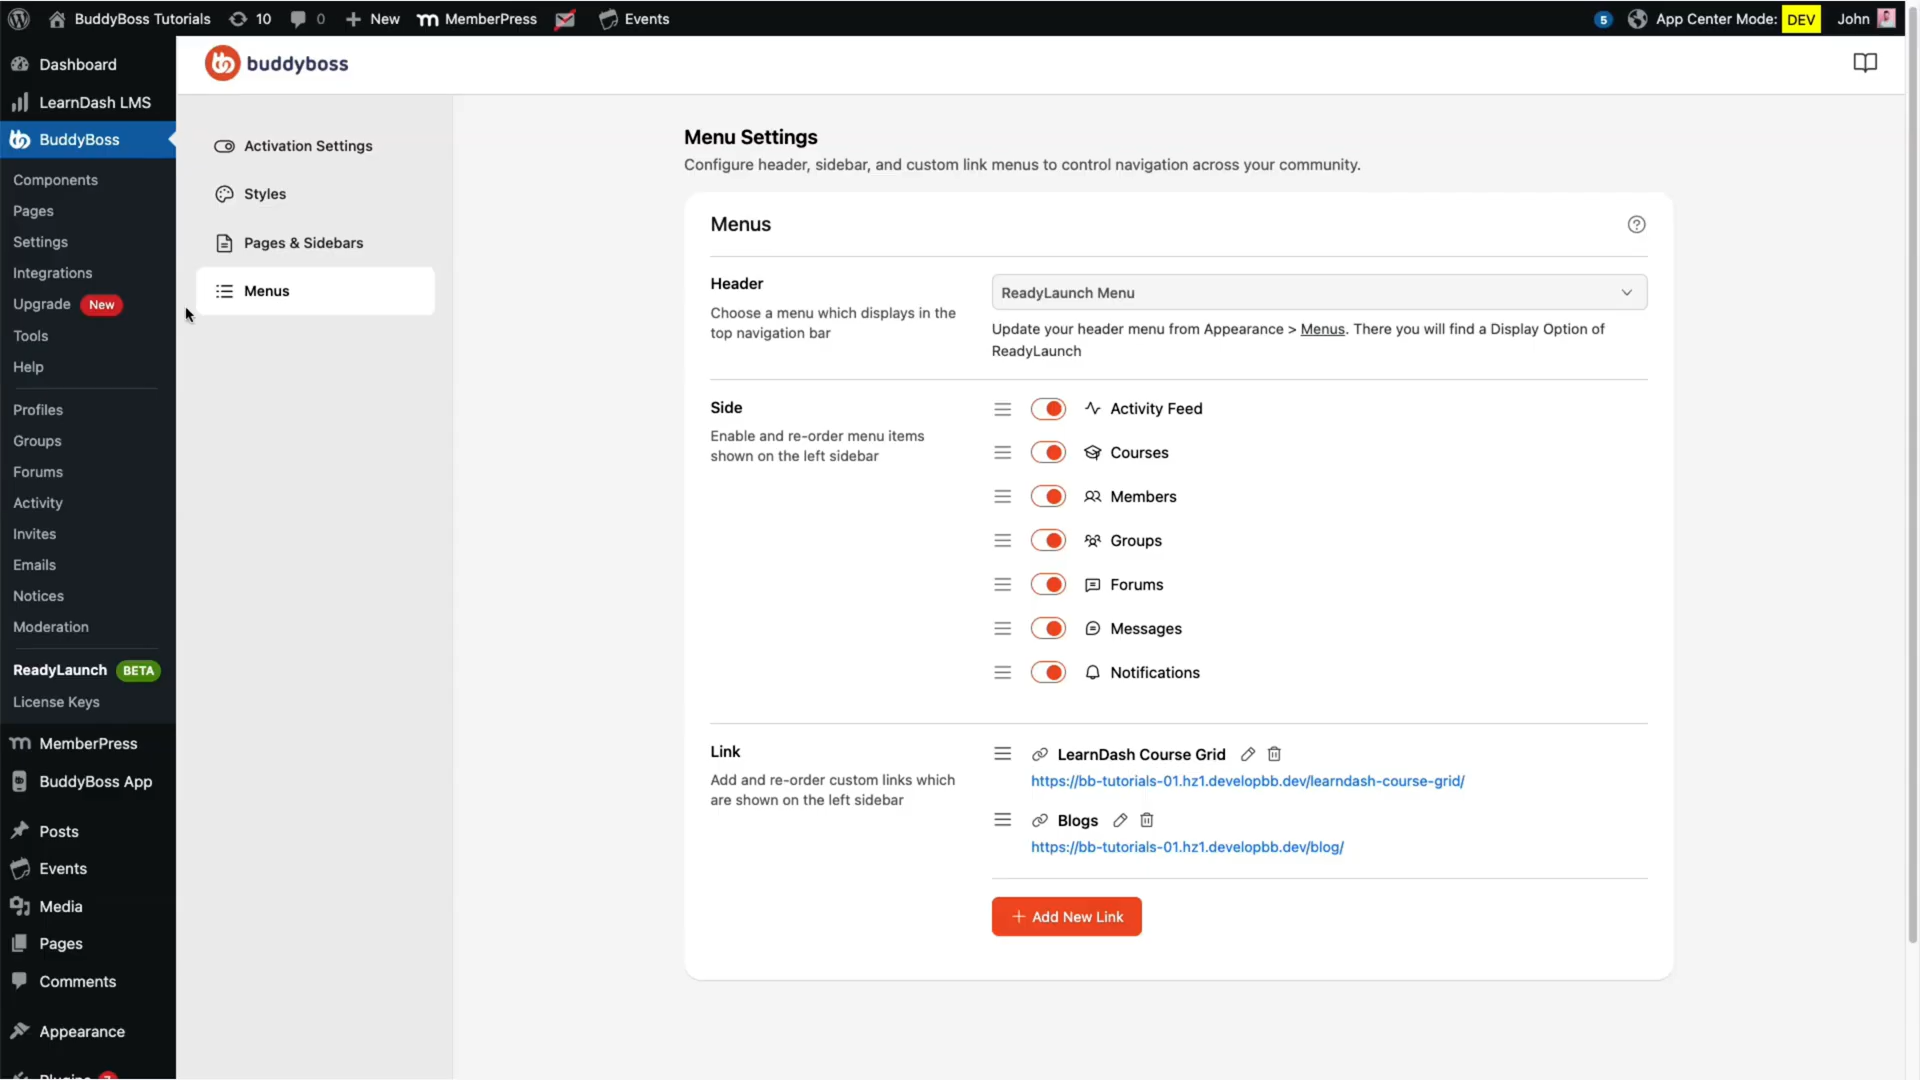 BuddyBoss Tutorials 10 0 New MemberPress Events 5 App Center Mode: DEV John
Dashboard
LearnDash LMS
BuddyBoss
Components
Pages
Settings
Integrations
Upgrade New
Tools
Help
Profiles
Groups
Forums
Activity
Invites
Emails
Notices
Moderation
ReadyLaunch BETA
License Keys
MemberPress
BuddyBoss App
Posts
Events
Media
Pages
Comments
Appearance
Plugins
buddyboss
Activation Settings
Styles
Pages & Sidebars
Menus
Menu Settings
Configure header, sidebar, and custom link menus to control navigation across your community.
Menus
Header
Choose a menu which displays in the
top navigation bar
ReadyLaunch Menu
Update your header menu from Appearance > Menus. There you will find a Display Option of
ReadyLaunch
Side
Enable and re-order menu items
shown on the left sidebar
Activity Feed
Courses
Members
Groups
Forums
Messages
Notifications
Link
Add and re-order custom links which
are shown on the left sidebar
LearnDash Course Grid
https://bb-tutorials-01.hz1.developbb.dev/learndash-course-grid/
Blogs
https://bb-tutorials-01.hz1.developbb.dev/blog/
Add New Link